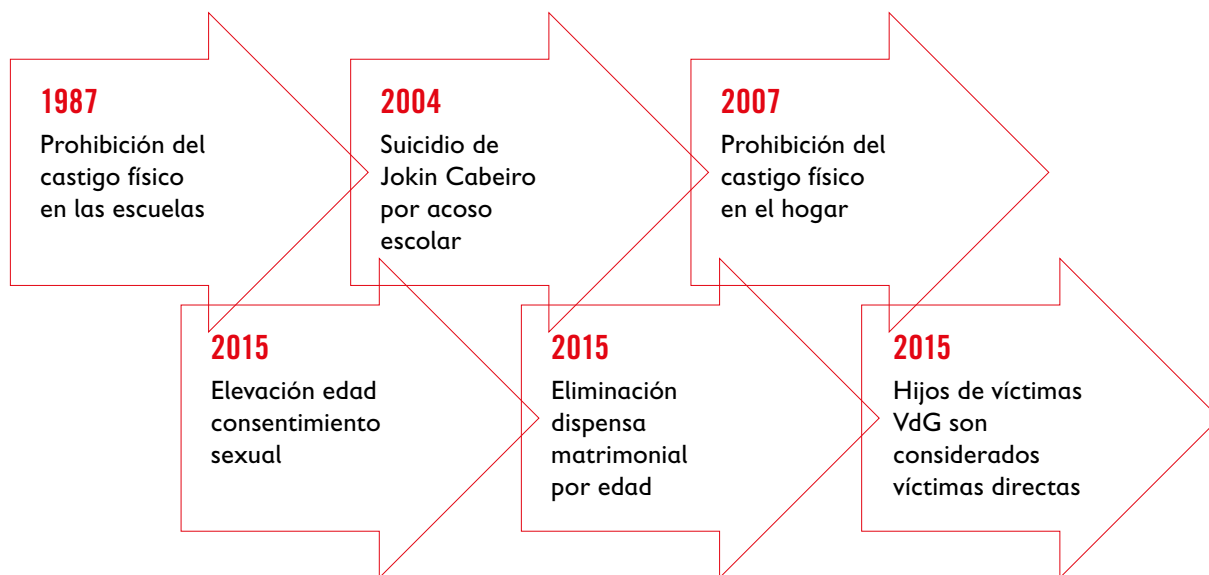 1987
Prohibición del
castigo físico
en las escuelas
2004
Suicidio de
Jokin Cabeiro
por acoso
escolar
2007
Prohibición del
castigo físico
en el hogar
2015
Elevación edad
consentimiento
sexual
2015
Eliminación
dispensa
matrimonial
por edad
2015
Hijos de víctimas
VdG son
considerados
víctimas directas